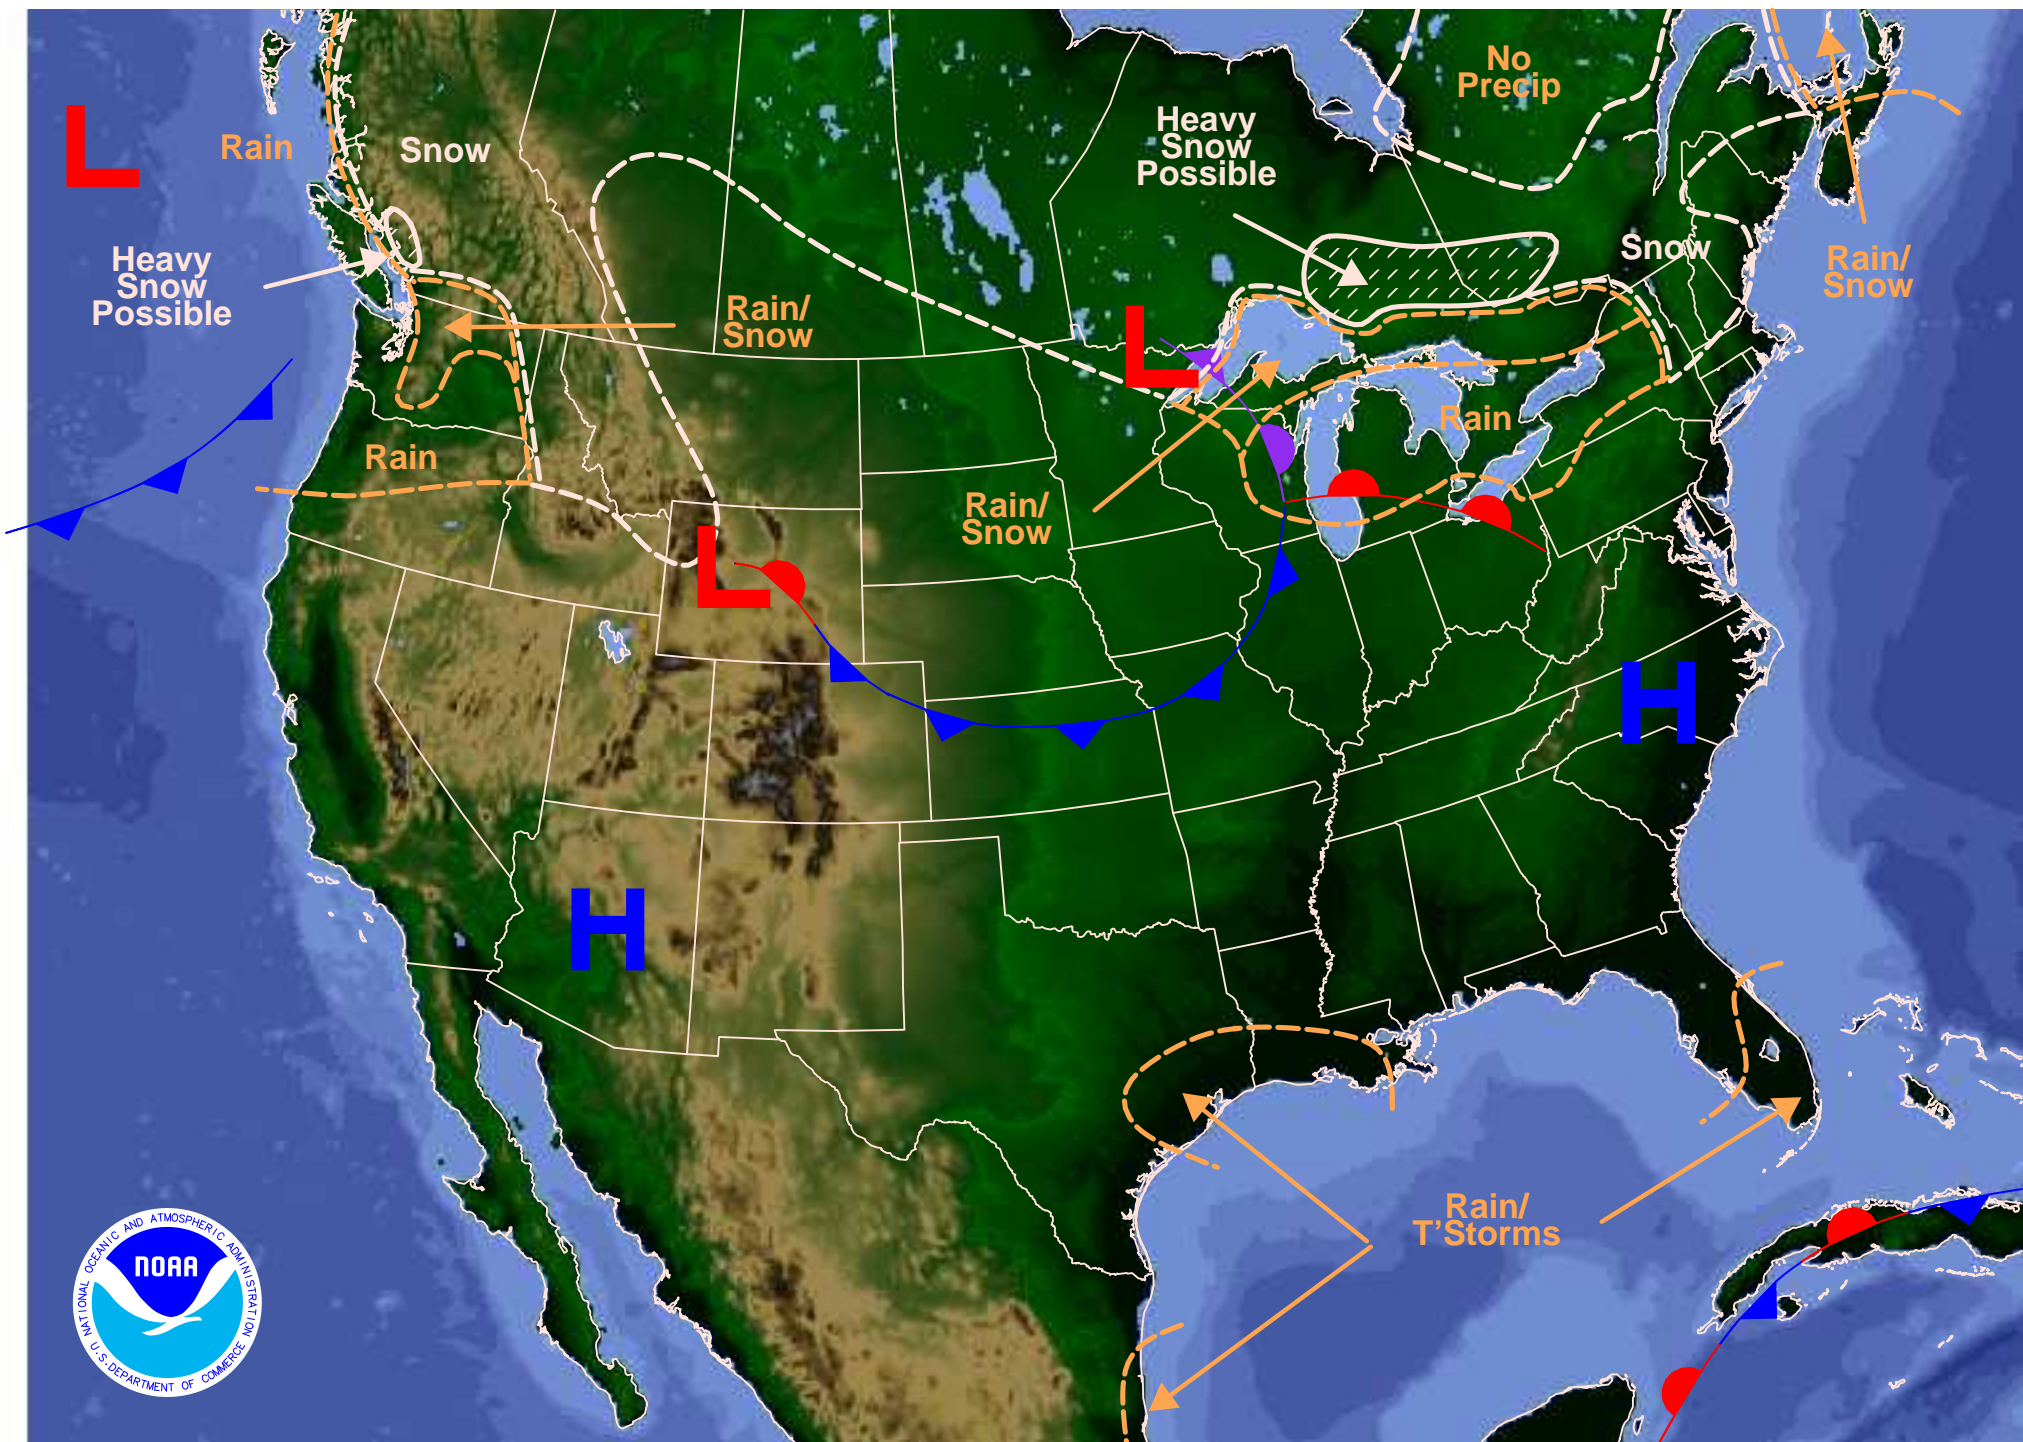 No
Precip
Heavy
Snow
Possible
L
Rain
Snow
Heavy
Snow
Possible
Snow
Rain/
Snow
Rain/
Snow
L
Rain
Rain
Rain/
Snow
L
H
H
Rain/
T'Storms
NATIONAL OCEANIC AND ATMOSPHERIC ADMINISTRATION
NOAA
U.S. DEPARTMENT OF COMMERCE